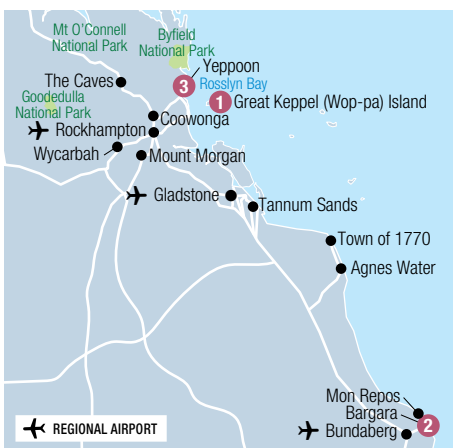 Mt O'Connell
National Park
Byfield
National Park
Yeppoon
3
Rosslyn Bay
The Caves
1
Great Keppel (Wop-pa) Island
Goodedulla
National Park
Coowonga
Rockhampton
Wycarbah
Mount Morgan
Gladstone
Tannum Sands
Town of 1770
Agnes Water
Mon Repos
Bargara
2
Bundaberg
REGIONAL AIRPORT